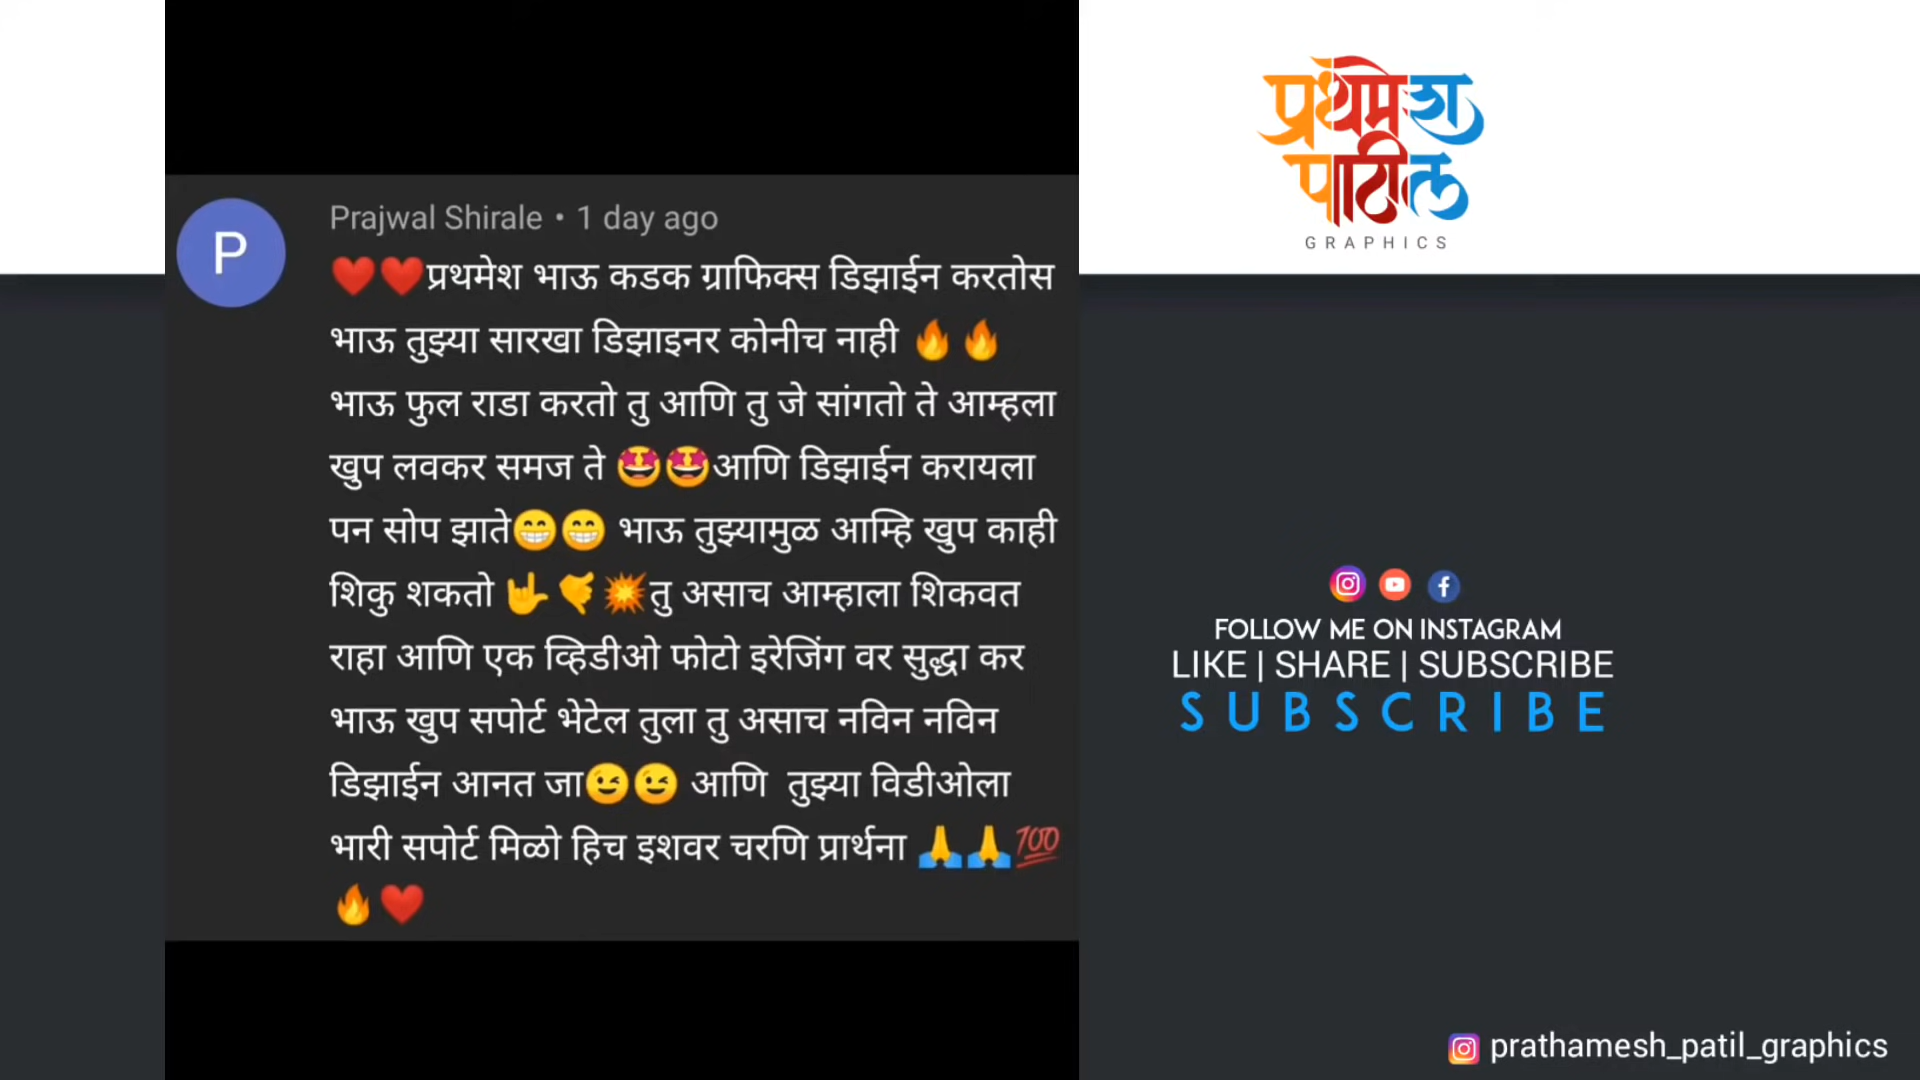 P
Prajwal Shirale • 1 day ago
❤️❤️प्रथमेश भाऊ कडक ग्राफिक्स डिझाईन करतोस
भाऊ तुझ्या सारखा डिझाइनर कोनीच नाही 🔥🔥
भाऊ फुल राडा करतो तु आणि तु जे सांगतो ते आम्हला
खुप लवकर समज ते 🤩🤩आणि डिझाईन करायला
पन सोप झाते😁😁 भाऊ तुझ्यामुळ आम्हि खुप काही
शिकु शकतो 🤟🤙💥तु असाच आम्हाला शिकवत
राहा आणि एक व्हिडीओ फोटो इरेजिंग वर सुद्धा कर
भाऊ खुप सपोर्ट भेटेल तुला तु असाच नविन नविन
डिझाईन आनत जा😉😉 आणि तुझ्या विडीओला
भारी सपोर्ट मिळो हिच इशवर चरणि प्रार्थना 🙏🙏💯
🔥❤️
प्रथमेश
पाटील
GRAPHICS
FOLLOW ME ON INSTAGRAM
LIKE | SHARE | SUBSCRIBE
SUBSCRIBE
prathamesh_patil_graphics